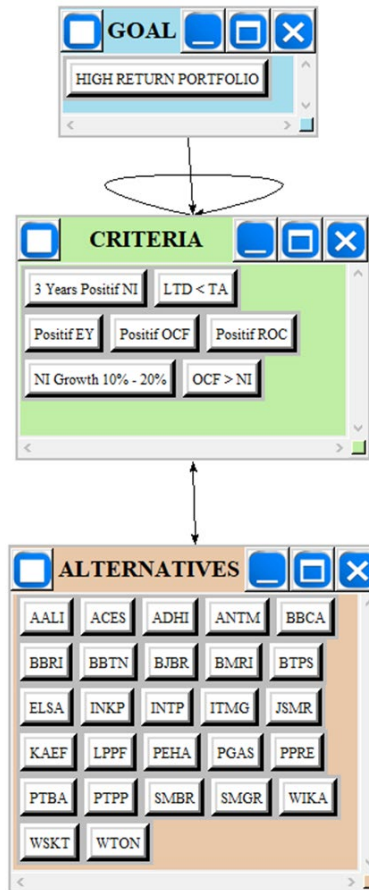 GOAL
HIGH RETURN PORTFOLIO
CRITERIA
3 Years Positif NI LTD < TA
Positif EY Positif OCF Positif ROC
NI Growth 10% - 20% OCF > NI
ALTERNATIVES
AALI ACES ADHI ANTM BBCA
BBRI BBTN BJBR BMRI BTPS
ELSA INKP INTP ITMG JSMR
KAEF LPPF PEHA PGAS PPRE
PTBA PTPP SMBR SMGR WIKA
WSKT WTON